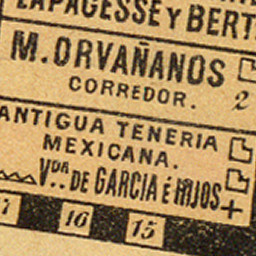 LAPAGESSE Y BERT
M. ORVAÑANOS
CORREDOR. 2
ANTIGUA TENERIA
MEXICANA.
VDA. DE GARCIA É HIJOS
16 15